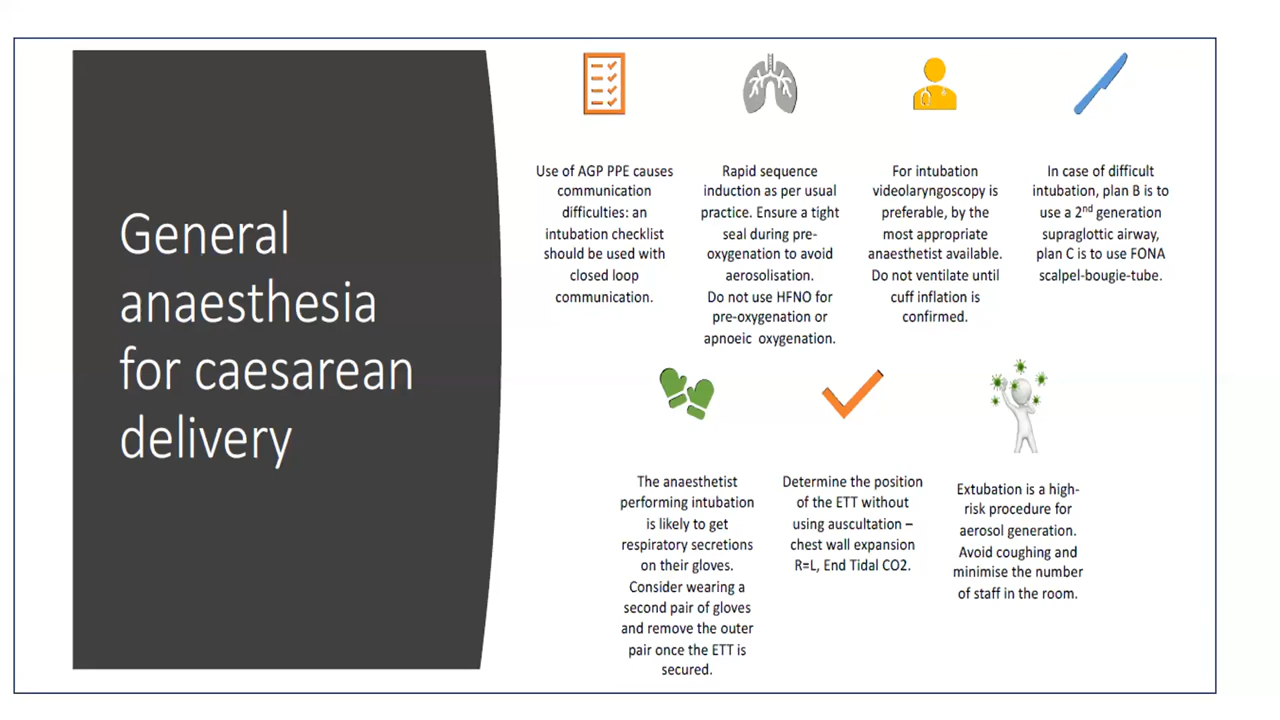 General
anaesthesia
for caesarean
delivery
Use of AGP PPE causes
communication
difficulties: an
intubation checklist
should be used with
closed loop
communication.
Rapid sequence
induction as per usual
practice. Ensure a tight
seal during pre-
oxygenation to avoid
aerosolisation.
Do not use HFNO for
pre-oxygenation or
apnoeic oxygenation.
For intubation
videolaryngoscopy is
preferable, by the
most appropriate
anaesthetist available.
Do not ventilate until
cuff inflation is
confirmed.
In case of difficult
intubation, plan B is to
use a 2nd generation
supraglottic airway,
plan C is to use FONA
scalpel-bougie-tube.
The anaesthetist
performing intubation
is likely to get
respiratory secretions
on their gloves.
Consider wearing a
second pair of gloves
and remove the outer
pair once the ETT is
secured.
Determine the position
of the ETT without
using auscultation –
chest wall expansion
R=L, End Tidal CO2.
Extubation is a high-
risk procedure for
aerosol generation.
Avoid coughing and
minimise the number
of staff in the room.